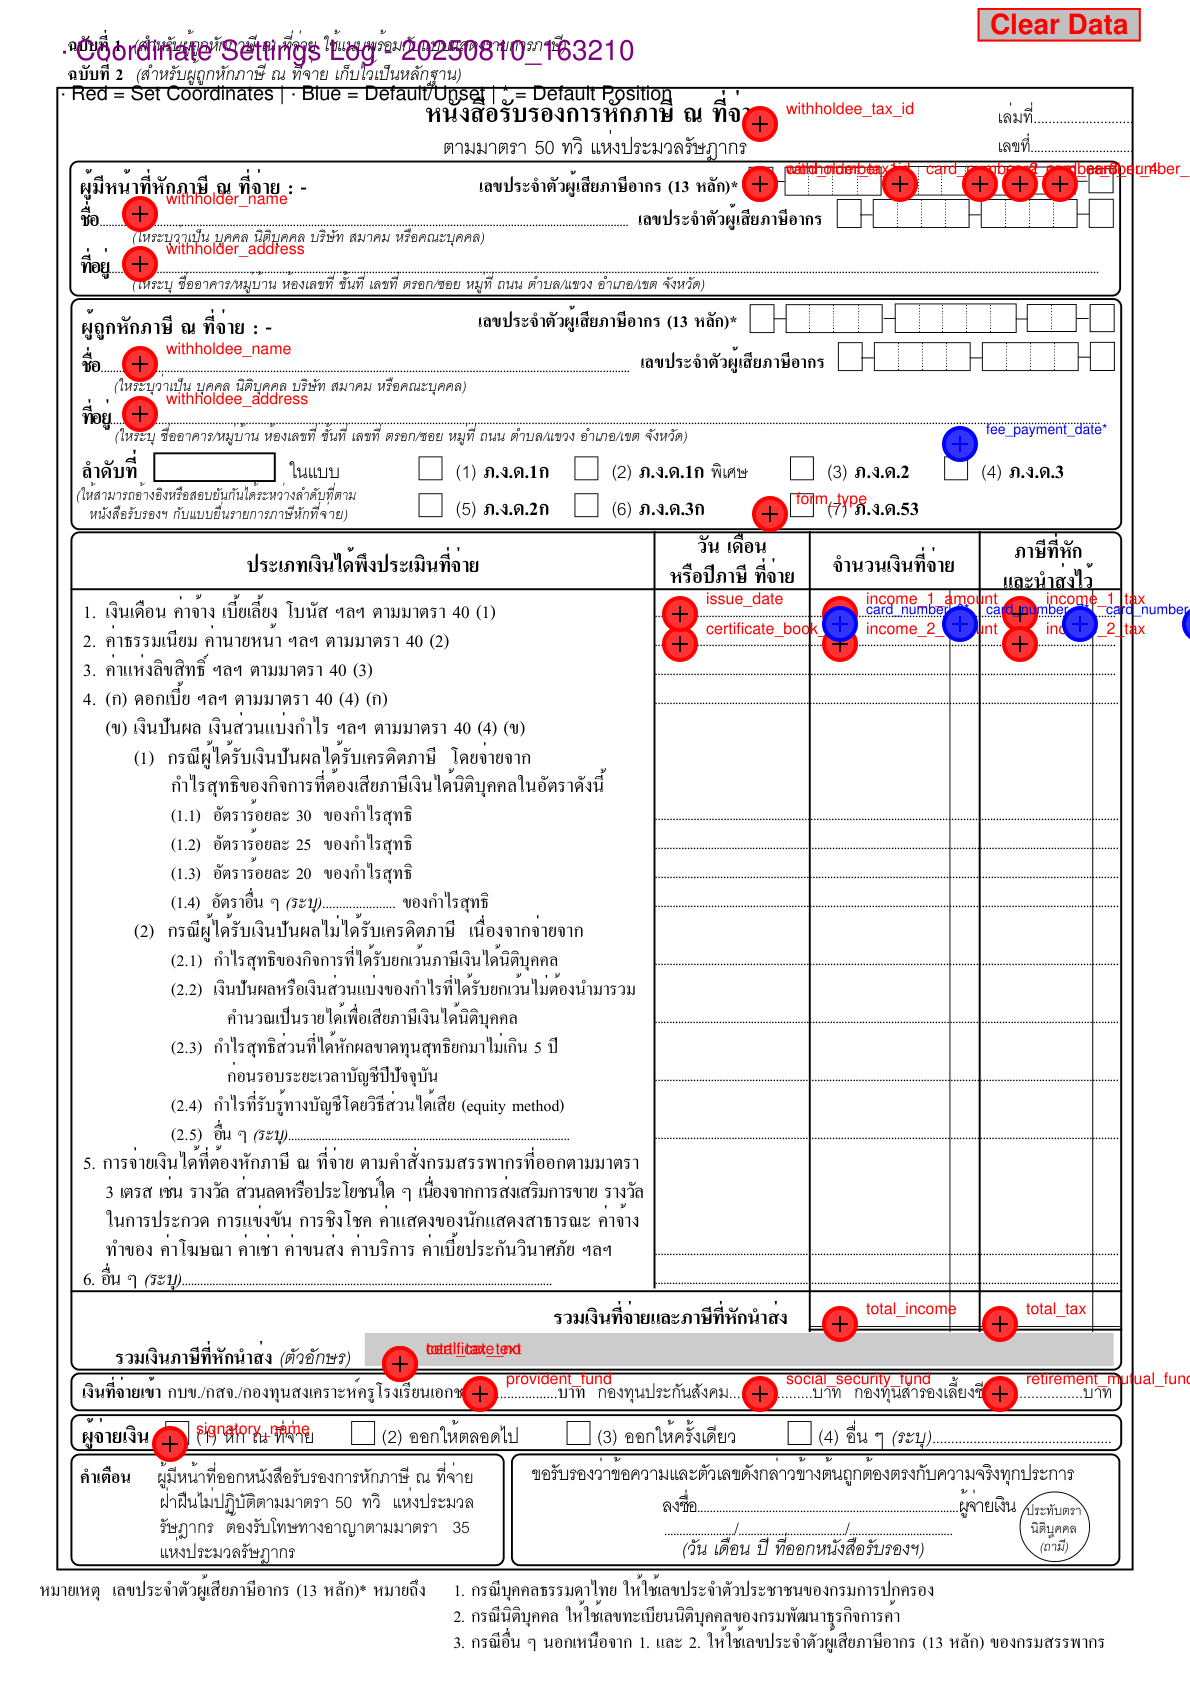 Clear Data
ฉบับที่ 1 (สำหรับผู้ถูกหักภาษี ณ ที่จ่าย ใช้แนบพร้อมกับแบบแสดงรายการภาษี)
· Coordinate Settings Log - 20250810_163210
ฉบับที่ 2 (สำหรับผู้ถูกหักภาษี ณ ที่จ่าย เก็บไว้เป็นหลักฐาน)
· Red = Set Coordinates | · Blue = Default/Unset | * = Default Position
หนังสือรับรองการหักภาษี ณ ที่จ่าย withholdee_tax_id เล่มที่
ตามมาตรา 50 ทวิ แห่งประมวลรัษฎากร เลขที่
ผู้มีหน้าที่หักภาษี ณ ที่จ่าย : - เลขประจำตัวผู้เสียภาษีอากร (13 หลัก)*
ชื่อ withholder_name เลขประจำตัวผู้เสียภาษีอากร
(ให้ระบุว่าเป็น บุคคล นิติบุคคล บริษัท สมาคม หรือคณะบุคคล)
ที่อยู่ withholder_address
(ให้ระบุ ชื่ออาคาร/หมู่บ้าน ห้องเลขที่ ชั้นที่ เลขที่ ตรอก/ซอย หมู่ที่ ถนน ตำบล/แขวง อำเภอ/เขต จังหวัด)
ผู้ถูกหักภาษี ณ ที่จ่าย : - เลขประจำตัวผู้เสียภาษีอากร (13 หลัก)*
ชื่อ withholdee_name เลขประจำตัวผู้เสียภาษีอากร
(ให้ระบุว่าเป็น บุคคล นิติบุคคล บริษัท สมาคม หรือคณะบุคคล)
ที่อยู่ withholdee_address
(ให้ระบุ ชื่ออาคาร/หมู่บ้าน ห้องเลขที่ ชั้นที่ เลขที่ ตรอก/ซอย หมู่ที่ ถนน ตำบล/แขวง อำเภอ/เขต จังหวัด) fee_payment_date*
ลำดับที่ ในแบบ (1) ภ.ง.ด.1ก (2) ภ.ง.ด.1ก พิเศษ (3) ภ.ง.ด.2 (4) ภ.ง.ด.3
(ให้สามารถอ้างอิงหรือสอบยันกันได้ระหว่างลำดับที่ตาม
หนังสือรับรองฯ กับแบบยื่นรายการภาษีหักที่จ่าย) (5) ภ.ง.ด.2ก (6) ภ.ง.ด.3ก form_type (7) ภ.ง.ด.53
ประเภทเงินได้พึงประเมินที่จ่าย วัน เดือน หรือปีภาษี ที่จ่าย จำนวนเงินที่จ่าย ภาษีที่หัก และนำส่งไว้
1. เงินเดือน ค่าจ้าง เบี้ยเลี้ยง โบนัส ฯลฯ ตามมาตรา 40 (1) issue_date income_1_amount income_1_tax
2. ค่าธรรมเนียม ค่านายหน้า ฯลฯ ตามมาตรา 40 (2) certificate_book income_2_amount income_2_tax
3. ค่าแห่งลิขสิทธิ์ ฯลฯ ตามมาตรา 40 (3)
4. (ก) ดอกเบี้ย ฯลฯ ตามมาตรา 40 (4) (ก)
(ข) เงินปันผล เงินส่วนแบ่งกำไร ฯลฯ ตามมาตรา 40 (4) (ข)
(1) กรณีผู้ได้รับเงินปันผลได้รับเครดิตภาษี โดยจ่ายจาก
กำไรสุทธิของกิจการที่ต้องเสียภาษีเงินได้นิติบุคคลในอัตราดังนี้
(1.1) อัตราร้อยละ 30 ของกำไรสุทธิ
(1.2) อัตราร้อยละ 25 ของกำไรสุทธิ
(1.3) อัตราร้อยละ 20 ของกำไรสุทธิ
(1.4) อัตราอื่น ๆ (ระบุ)...................... ของกำไรสุทธิ
(2) กรณีผู้ได้รับเงินปันผลไม่ได้รับเครดิตภาษี เนื่องจากจ่ายจาก
(2.1) กำไรสุทธิของกิจการที่ได้รับยกเว้นภาษีเงินได้นิติบุคคล
(2.2) เงินปันผลหรือเงินส่วนแบ่งของกำไรที่ได้รับยกเว้นไม่ต้องนำมารวม
คำนวณเป็นรายได้เพื่อเสียภาษีเงินได้นิติบุคคล
(2.3) กำไรสุทธิส่วนที่ได้หักผลขาดทุนสุทธิยกมาไม่เกิน 5 ปี
ก่อนรอบระยะเวลาบัญชีปีปัจจุบัน
(2.4) กำไรที่รับรู้ทางบัญชีโดยวิธีส่วนได้เสีย (equity method)
(2.5) อื่น ๆ (ระบุ)
5. การจ่ายเงินได้ที่ต้องหักภาษี ณ ที่จ่าย ตามคำสั่งกรมสรรพากรที่ออกตามมาตรา
3 เตรส เช่น รางวัล ส่วนลดหรือประโยชน์ใด ๆ เนื่องจากการส่งเสริมการขาย รางวัล
ในการประกวด การแข่งขัน การชิงโชค ค่าแสดงของนักแสดงสาธารณะ ค่าจ้าง
ทำของ ค่าโฆษณา ค่าเช่า ค่าขนส่ง ค่าบริการ ค่าเบี้ยประกันวินาศภัย ฯลฯ
6. อื่น ๆ (ระบุ)
รวมเงินที่จ่ายและภาษีที่หักนำส่ง total_income total_tax
รวมเงินภาษีที่หักนำส่ง (ตัวอักษร)
เงินที่จ่ายเข้า กบข./กสจ./กองทุนสงเคราะห์ครูโรงเรียนเอกชน provident_fund บาท กองทุนประกันสังคม social_security_fund บาท กองทุนสำรองเลี้ยงชีพ retirement_mutual_fund บาท
ผู้จ่ายเงิน signatory_name (1) หัก ณ ที่จ่าย (2) ออกให้ตลอดไป (3) ออกให้ครั้งเดียว (4) อื่น ๆ (ระบุ)
คำเตือน ผู้มีหน้าที่ออกหนังสือรับรองการหักภาษี ณ ที่จ่าย
ฝ่าฝืนไม่ปฏิบัติตามมาตรา 50 ทวิ แห่งประมวล
รัษฎากร ต้องรับโทษทางอาญาตามมาตรา 35
แห่งประมวลรัษฎากร
ขอรับรองว่าข้อความและตัวเลขดังกล่าวข้างต้นถูกต้องตรงกับความจริงทุกประการ
ลงชื่อ ผู้จ่ายเงิน
(วัน เดือน ปี ที่ออกหนังสือรับรองฯ)
ประทับตรา
นิติบุคคล
(ถ้ามี)
หมายเหตุ เลขประจำตัวผู้เสียภาษีอากร (13 หลัก)* หมายถึง 1. กรณีบุคคลธรรมดาไทย ให้ใช้เลขประจำตัวประชาชนของกรมการปกครอง
2. กรณีนิติบุคคล ให้ใช้เลขทะเบียนนิติบุคคลของกรมพัฒนาธุรกิจการค้า
3. กรณีอื่น ๆ นอกเหนือจาก 1. และ 2. ให้ใช้เลขประจำตัวผู้เสียภาษีอากร (13 หลัก) ของกรมสรรพากร